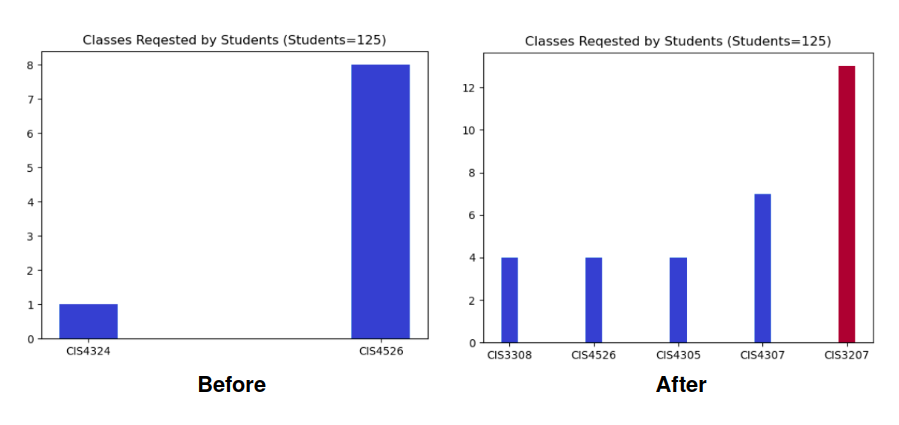 Classes Reqested by Students (Students=125)
8
7
6
5
4
3
2
1
0
CIS4324 CIS4526
Before
Classes Reqested by Students (Students=125)
12
10
8
6
4
2
0
CIS3308 CIS4526 CIS4305 CIS4307 CIS3207
After